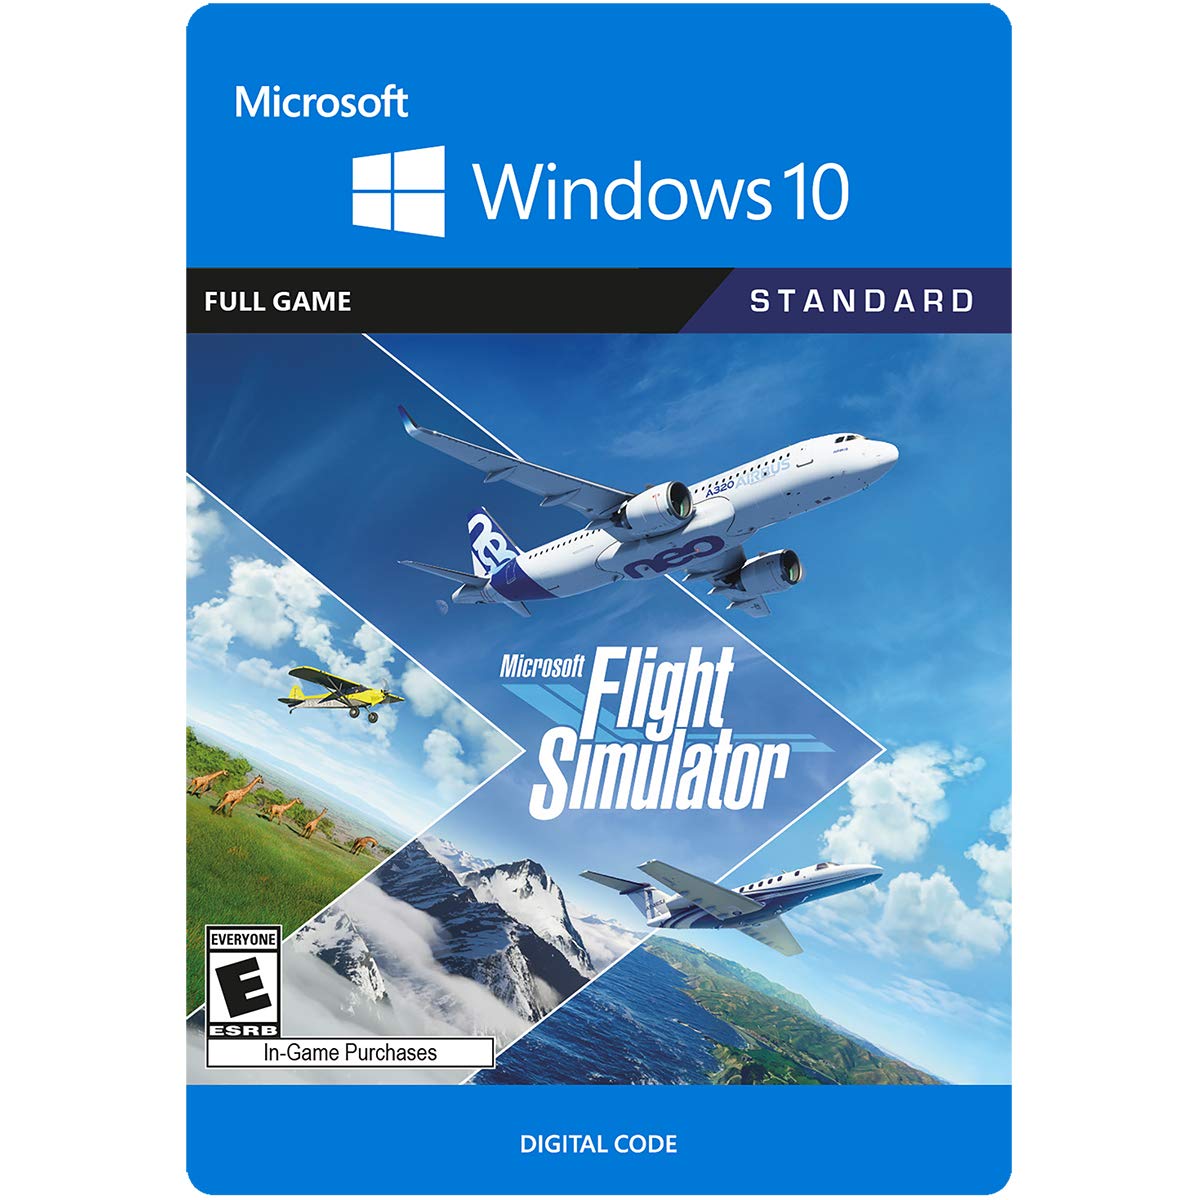 Microsoft
Windows 10
FULL GAME
STANDARD
AIRBUS
A320 AIRBUS
neo
Microsoft
Flight
Simulator
EVERYONE
E
ESRB
In-Game Purchases
DIGITAL CODE